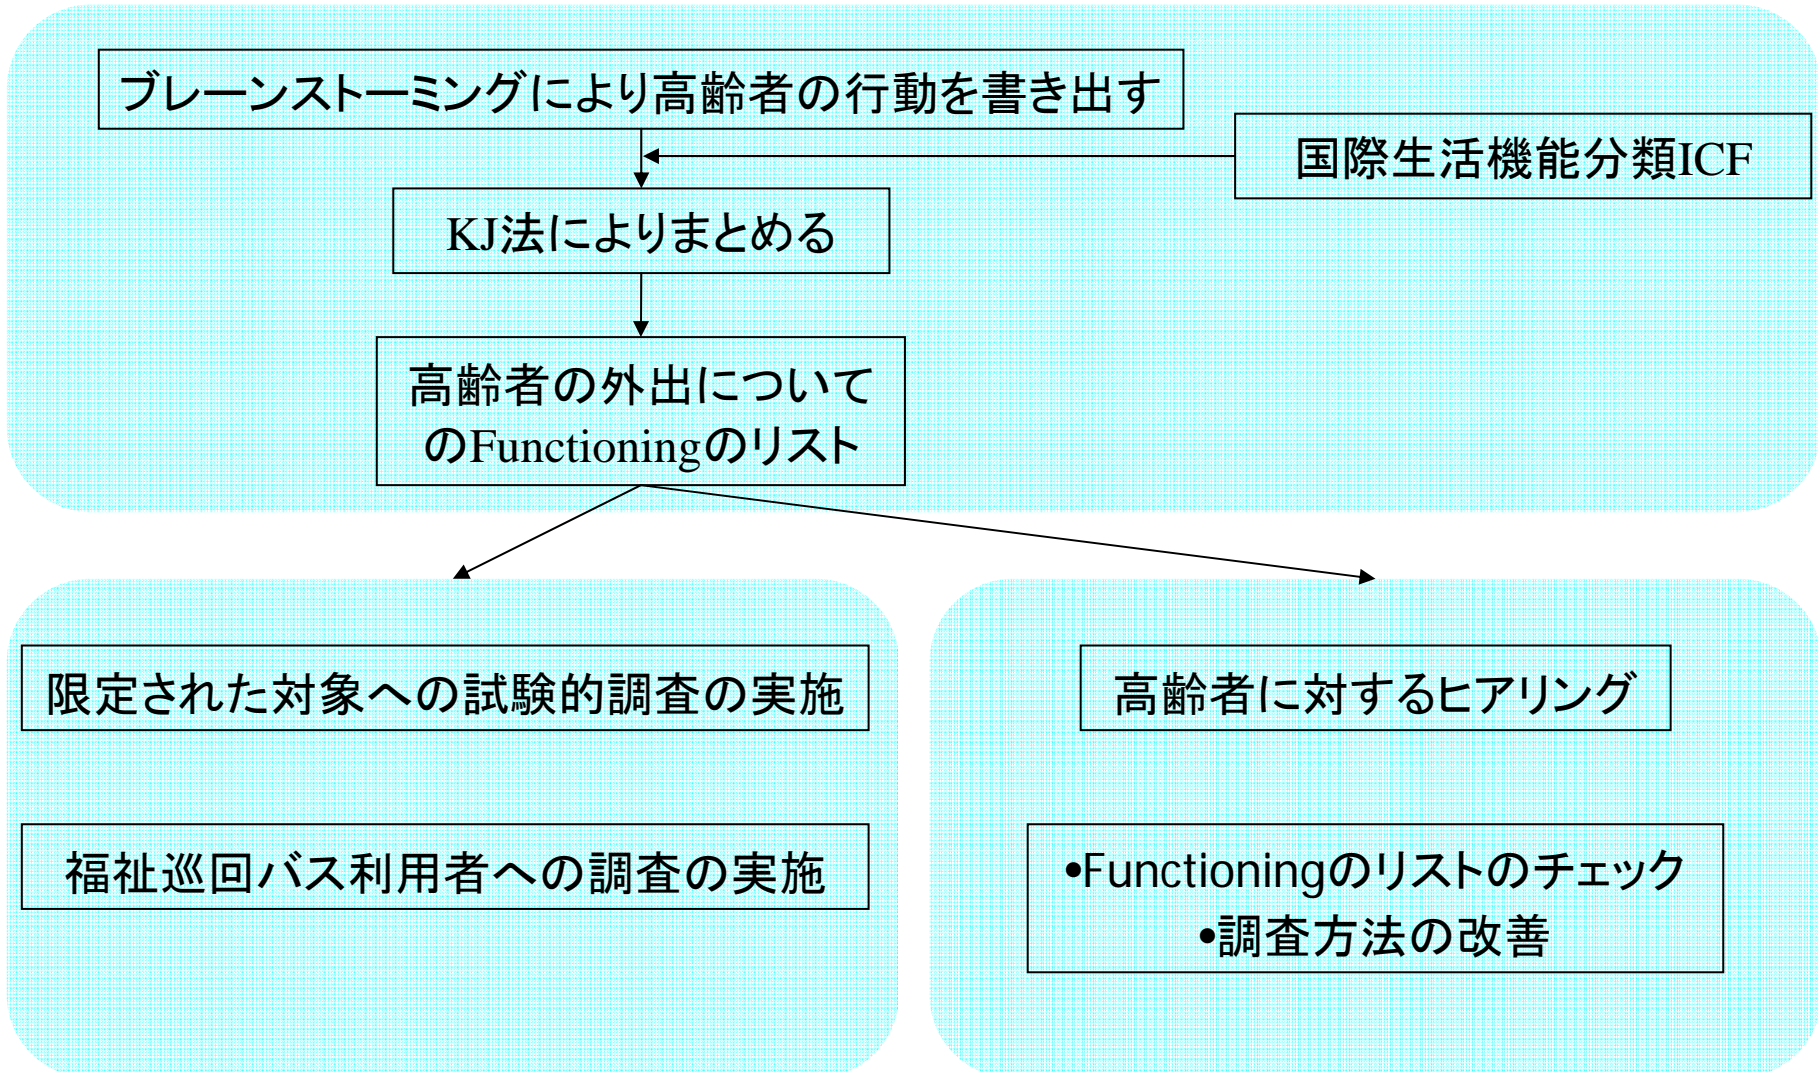 ブレーンストーミングにより高齢者の行動を書き出す
国際生活機能分類ICF
KJ法によりまとめる
高齢者の外出について
のFunctioningのリスト
限定された対象への試験的調査の実施
高齢者に対するヒアリング
福祉巡回バス利用者への調査の実施
•Functioningのリストのチェック
•調査方法の改善